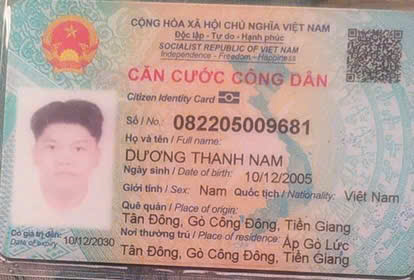 CỘNG HÒA XÃ HỘI CHỦ NGHĨA VIỆT NAM
Độc lập - Tự do - Hạnh phúc
SOCIALIST REPUBLIC OF VIET NAM
Independence - Freedom - Happiness
CĂN CƯỚC CÔNG DÂN
Citizen Identity Card
Số / No.: 082205009681
Họ và tên / Full name:
DƯƠNG THANH NAM
Ngày sinh / Date of birth: 10/12/2005
Giới tính / Sex: Nam Quốc tịch / Nationality: Việt Nam
Quê quán / Place of origin:
Tân Đông, Gò Công Đông, Tiền Giang
Nơi thường trú / Place of residence: Ấp Gò Lức
Tân Đông, Gò Công Đông, Tiền Giang
Có giá trị đến: 10/12/2030
Date of expiry